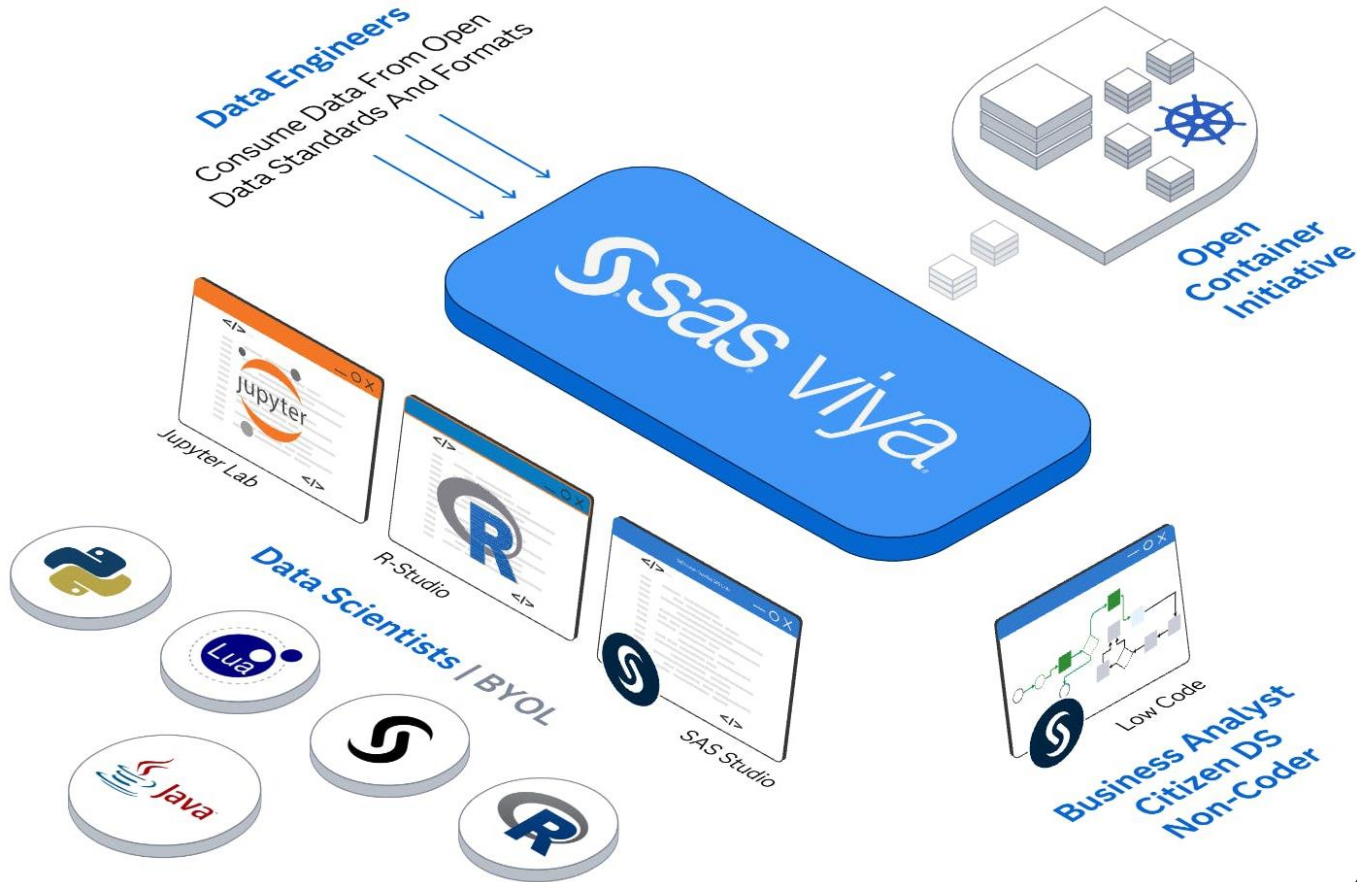 Data Engineers
Consume Data From Open
Data Standards And Formats
sas viya
Open
Container
Initiative
</>
Jupyter
</>
Jupyter Lab
</>
R
</>
R-Studio
</>
</>
SAS Studio
Data Scientists | BYOL
Lua
Java
R
Low Code
Business Analyst
Citizen DS
Non-Coder